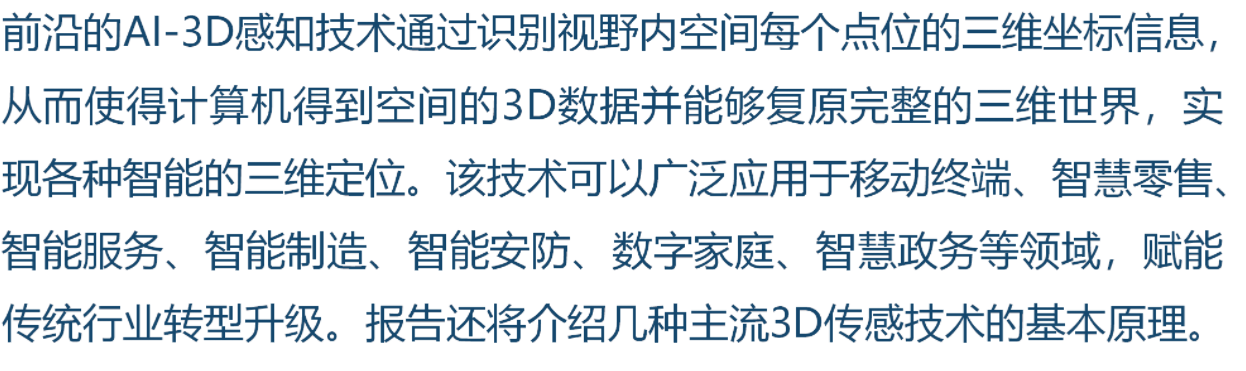 前沿的AI-3D感知技术通过识别视野内空间每个点位的三维坐标信息，
从而使得计算机得到空间的3D数据并能够复原完整的三维世界，实
现各种智能的三维定位。该技术可以广泛应用于移动终端、智慧零售、
智能服务、智能制造、智能安防、数字家庭、智慧政务等领域，赋能
传统行业转型升级。报告还将介绍几种主流3D传感技术的基本原理。